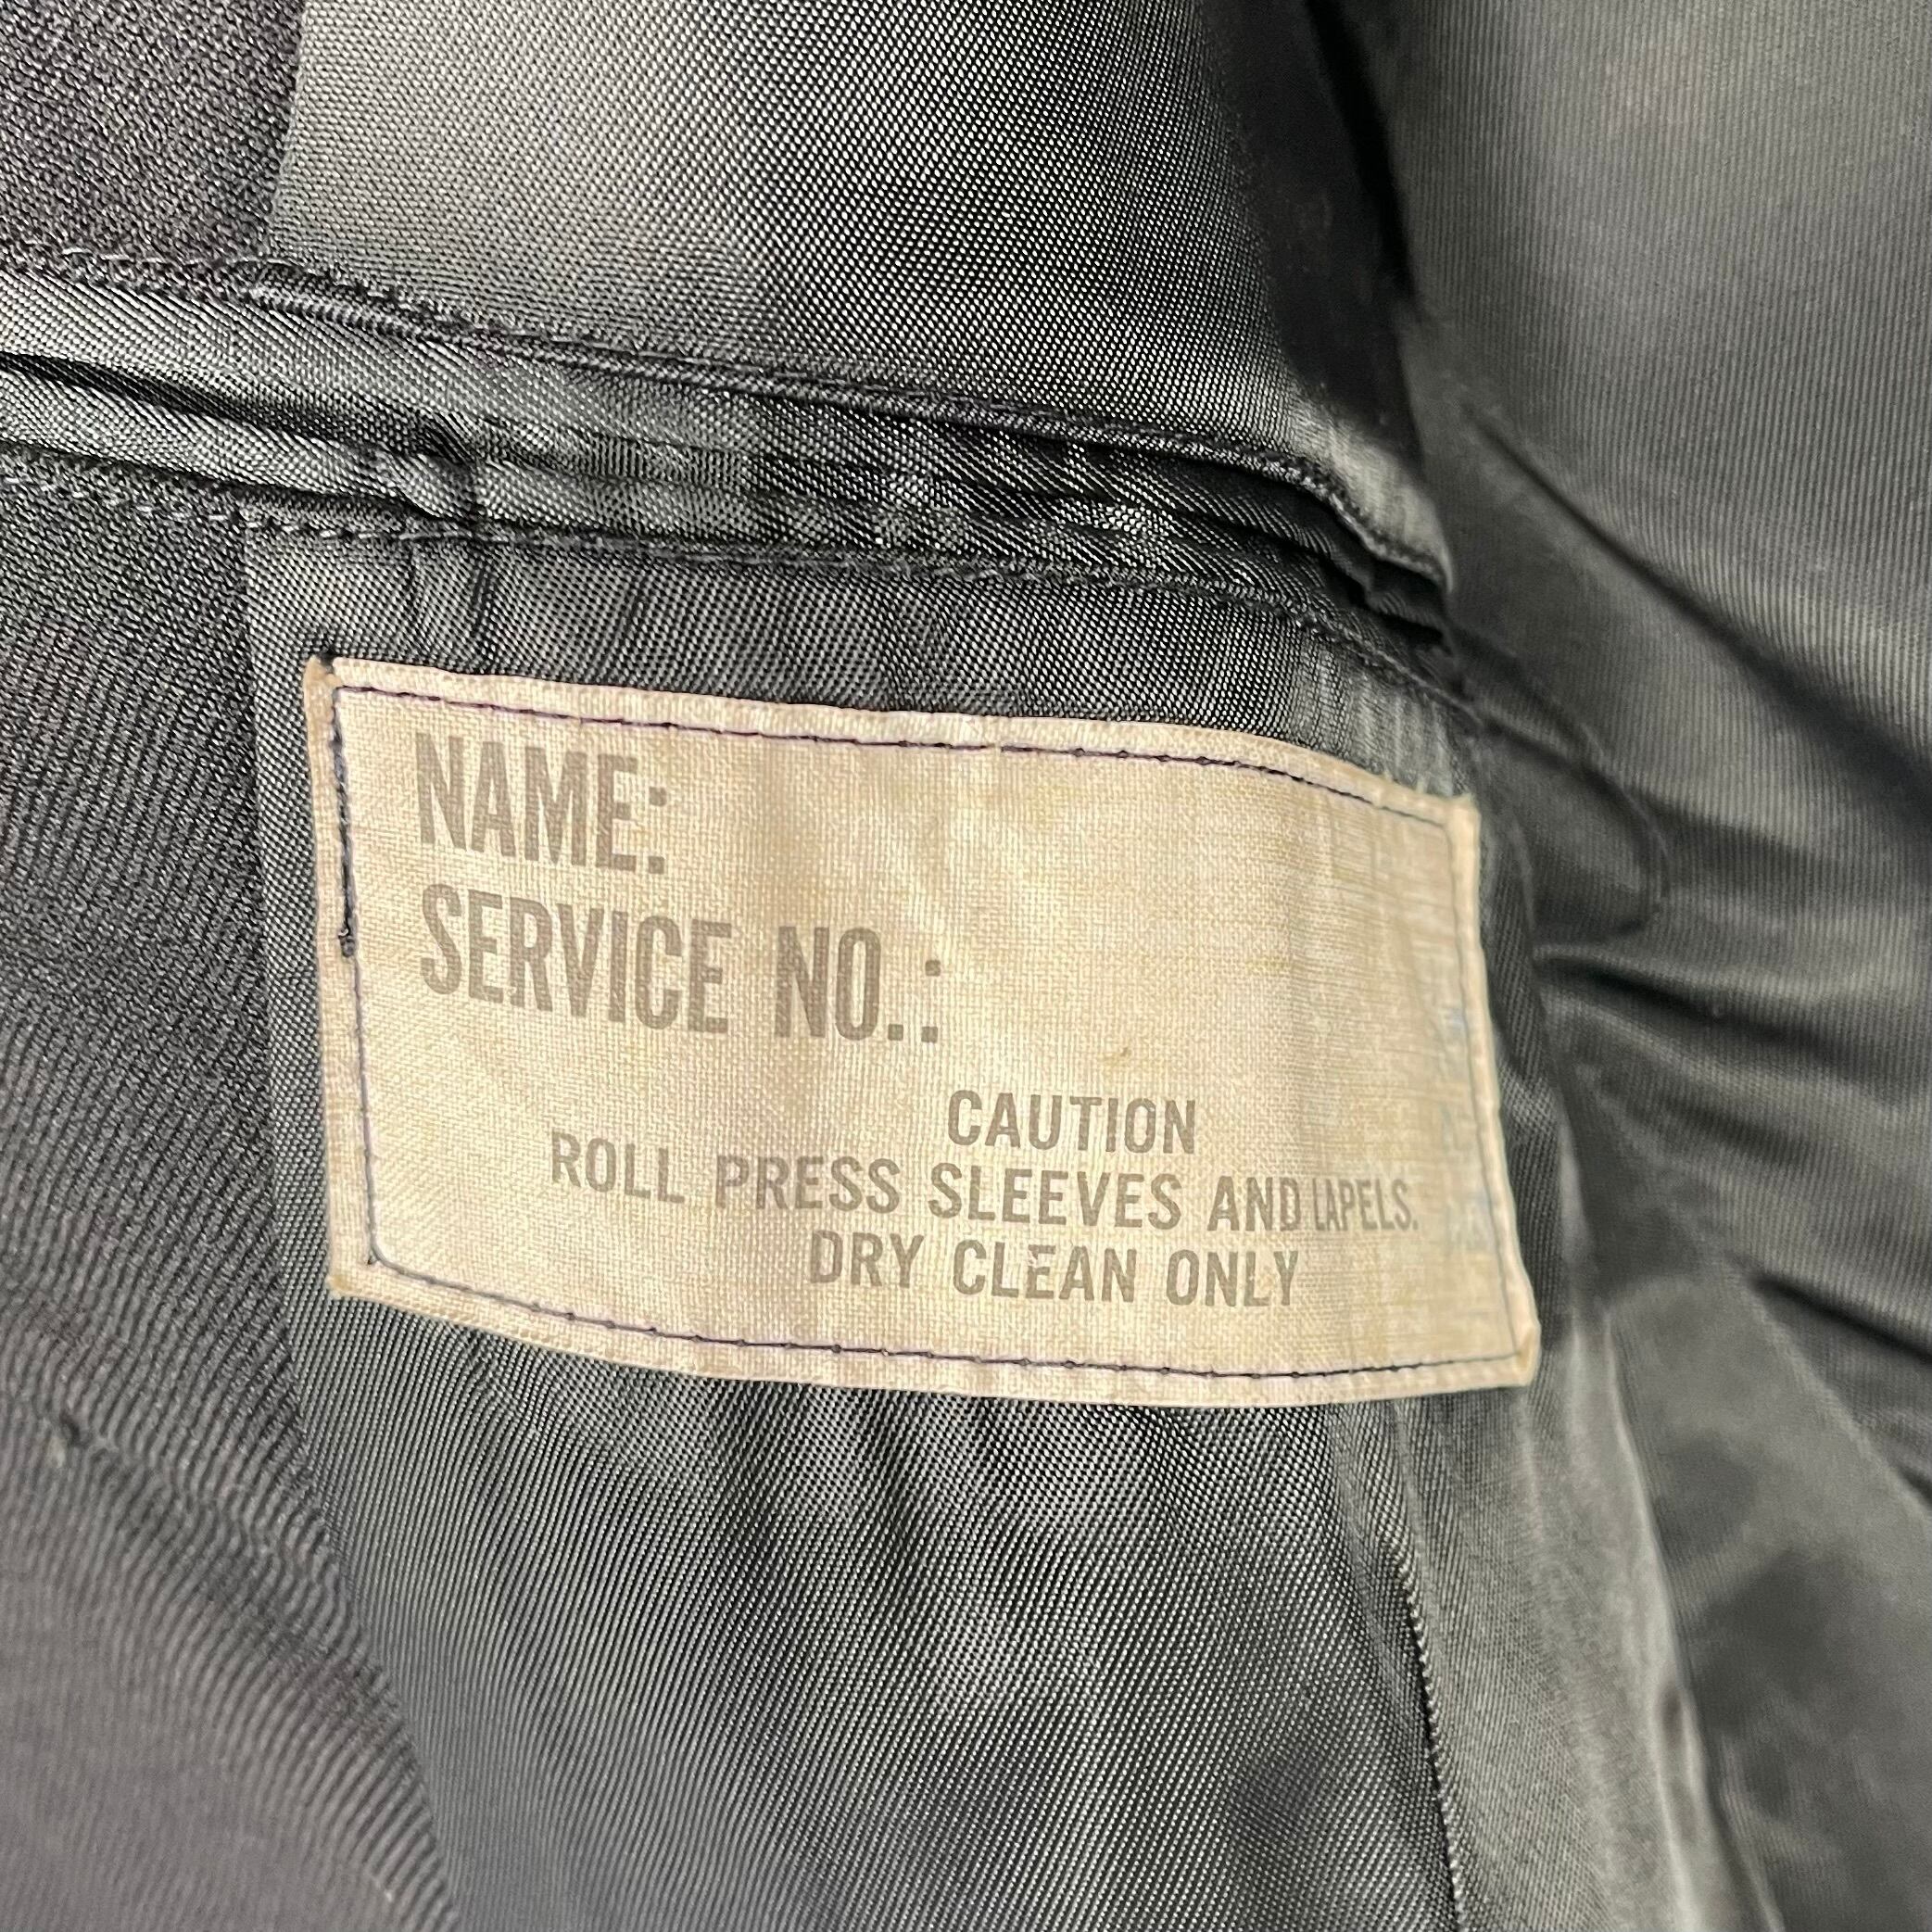 NAME:
SERVICE NO.:
CAUTION
ROLL PRESS SLEEVES AND LAPELS.
DRY CLEAN ONLY